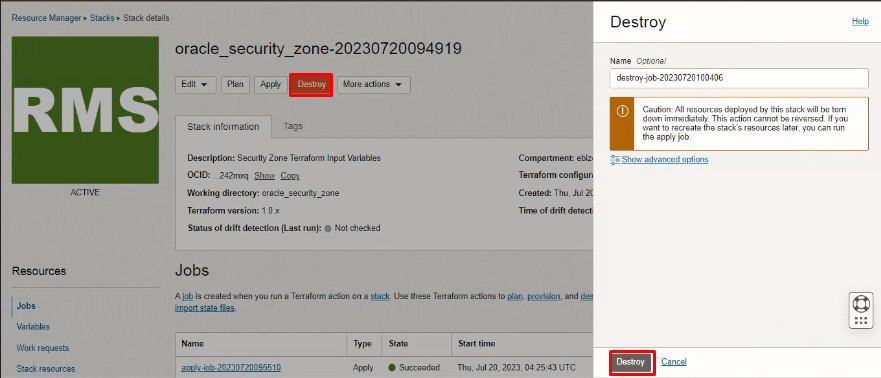 Resource Manager » Stacks » Stack details
RMS
ACTIVE
oracle_security_zone-20230720094919
Edit Plan Apply Destroy More actions
Stack information Tags
Description: Security Zone Terraform Input Variables
OCID: ...242mxq Show Copy
Working directory: oracle_security_zone
Terraform version: 1.0.x
Status of drift detection (Last run): Not checked
Compartment: ebiz
Terraform configura
Created: Thu, Jul 20
Time of drift detecti
Resources
Jobs
Variables
Work requests
Stack resources
Jobs
A job is created when you run a Terraform action on a stack. Use these Terraform actions to plan, provision, and des
import state files.
Name Type State Start time
apply-job-20230720095510 Apply Succeeded Thu, Jul 20, 2023, 04:25:43 UTC
Destroy
Help
Name Optional
destroy-job-20230720100406
Caution: All resources deployed by this stack will be torn
down immediately. This action cannot be reversed. If you
want to recreate the stack's resources later, you can run
the apply job.
Show advanced options
Destroy Cancel